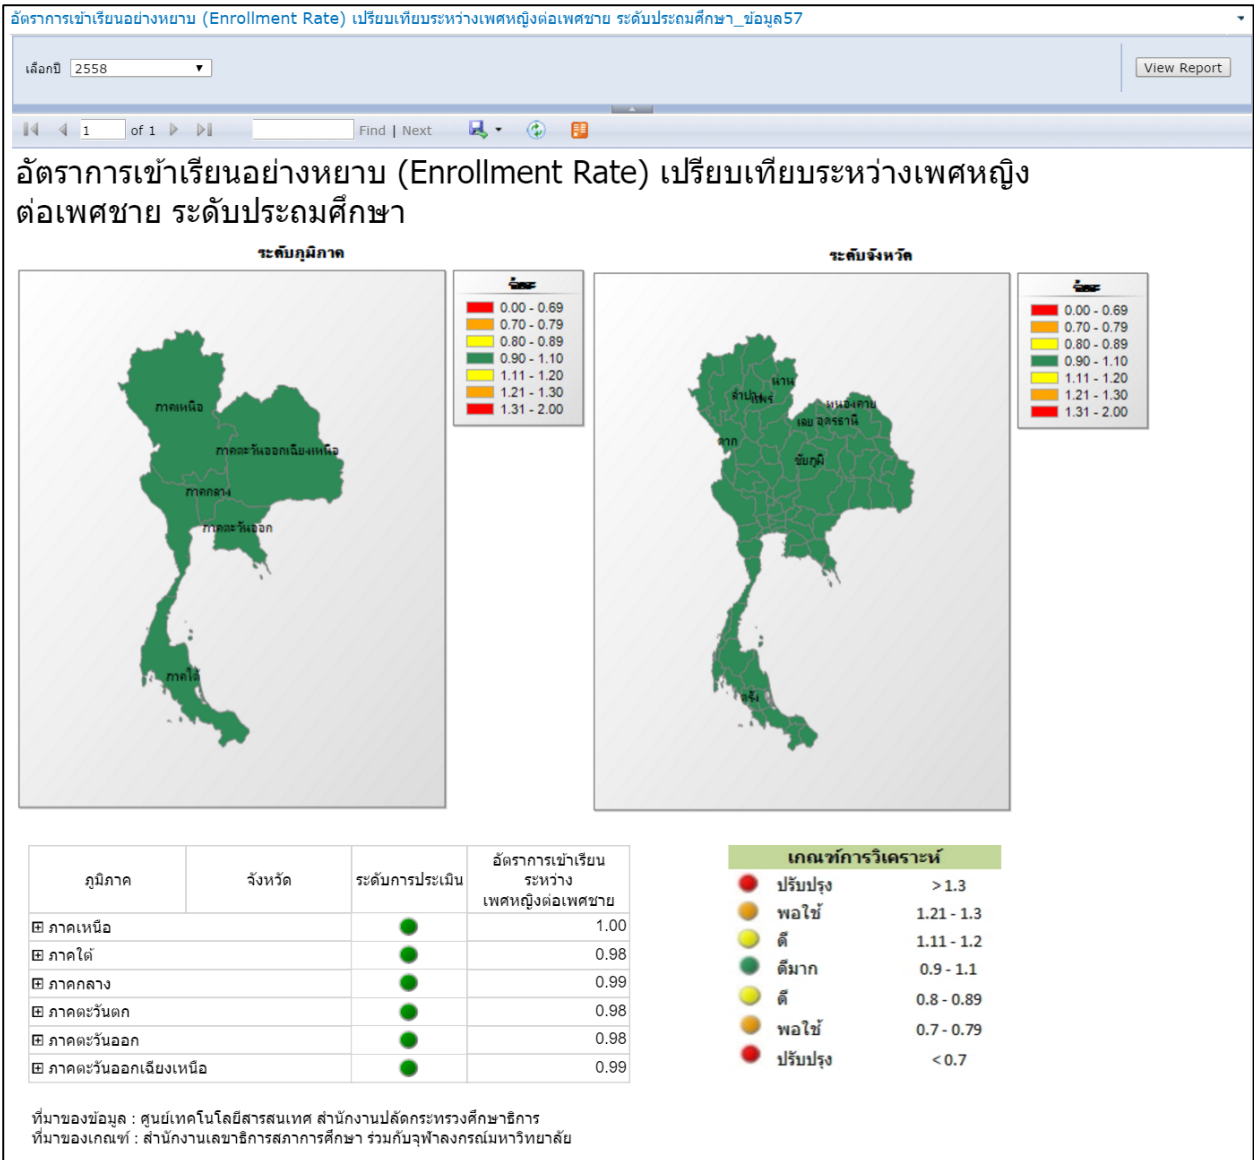 อัตราการเข้าเรียนอย่างหยาบ (Enrollment Rate) เปรียบเทียบระหว่างเพศหญิงต่อเพศชาย ระดับประถมศึกษา_ข้อมูล57
เลือกปี 2558 View Report
1 of 1 Find | Next
อัตราการเข้าเรียนอย่างหยาบ (Enrollment Rate) เปรียบเทียบระหว่างเพศหญิง
ต่อเพศชาย ระดับประถมศึกษา
ระดับภูมิภาค
0.00 - 0.69
0.70 - 0.79
0.80 - 0.89
0.90 - 1.10
1.11 - 1.20
1.21 - 1.30
1.31 - 2.00
ภาคเหนือ
ภาคตะวันออกเฉียงเหนือ
ภาคกลาง
ภาคตะวันออก
ภาคใต้
ระดับจังหวัด
0.00 - 0.69
0.70 - 0.79
0.80 - 0.89
0.90 - 1.10
1.11 - 1.20
1.21 - 1.30
1.31 - 2.00
น่าน
ลำปาง แพร่
หนองคาย
เลย อุดรธานี
ตาก
ชัยภูมิ
ตรัง
ภูมิภาค จังหวัด ระดับการประเมิน อัตราการเข้าเรียน
ระหว่าง
เพศหญิงต่อเพศชาย
ภาคเหนือ 1.00
ภาคใต้ 0.98
ภาคกลาง 0.99
ภาคตะวันตก 0.98
ภาคตะวันออก 0.98
ภาคตะวันออกเฉียงเหนือ 0.99
เกณฑ์การวิเคราะห์
ปรับปรุง >1.3
พอใช้ 1.21 - 1.3
ดี 1.11 - 1.2
ดีมาก 0.9 - 1.1
ดี 0.8 - 0.89
พอใช้ 0.7 - 0.79
ปรับปรุง <0.7
ที่มาของข้อมูล : ศูนย์เทคโนโลยีสารสนเทศ สำนักงานปลัดกระทรวงศึกษาธิการ
ที่มาของเกณฑ์ : สำนักงานเลขาธิการสภาการศึกษา ร่วมกับจุฬาลงกรณ์มหาวิทยาลัย